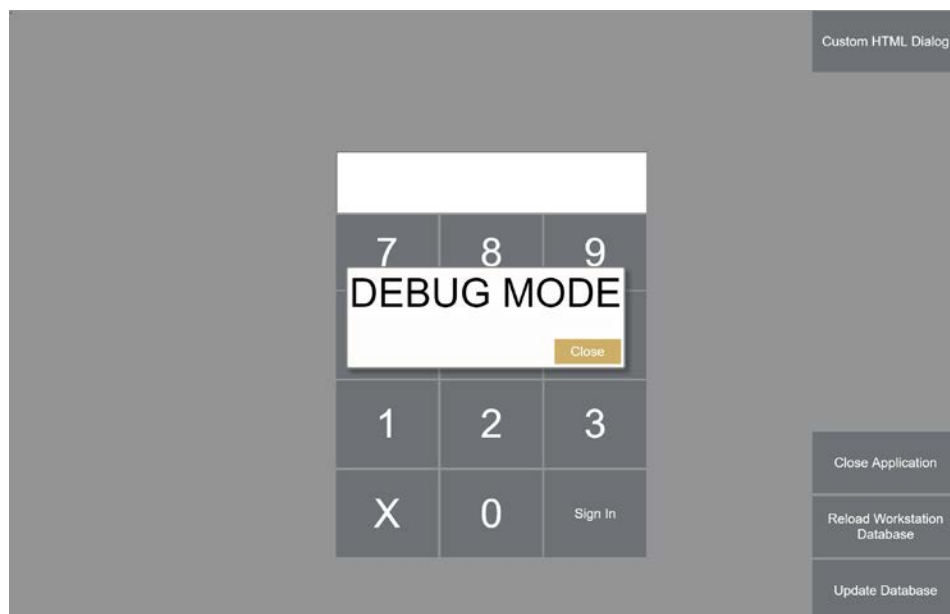 Custom HTML Dialog
7 8 9
DEBUG MODE
Close
1 2 3
X 0 Sign In
Close Application
Reload Workstation
Database
Update Database